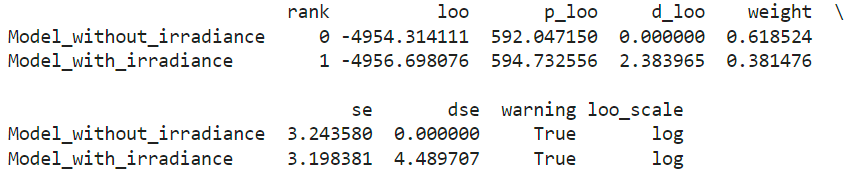 rank loo p_loo d_loo weight \
Model_without_irradiance 0 -4954.314111 592.047150 0.000000 0.618524
Model_with_irradiance 1 -4956.698076 594.732556 2.383965 0.381476
se dse warning loo_scale
Model_without_irradiance 3.243580 0.000000 True log
Model_with_irradiance 3.198381 4.489707 True log